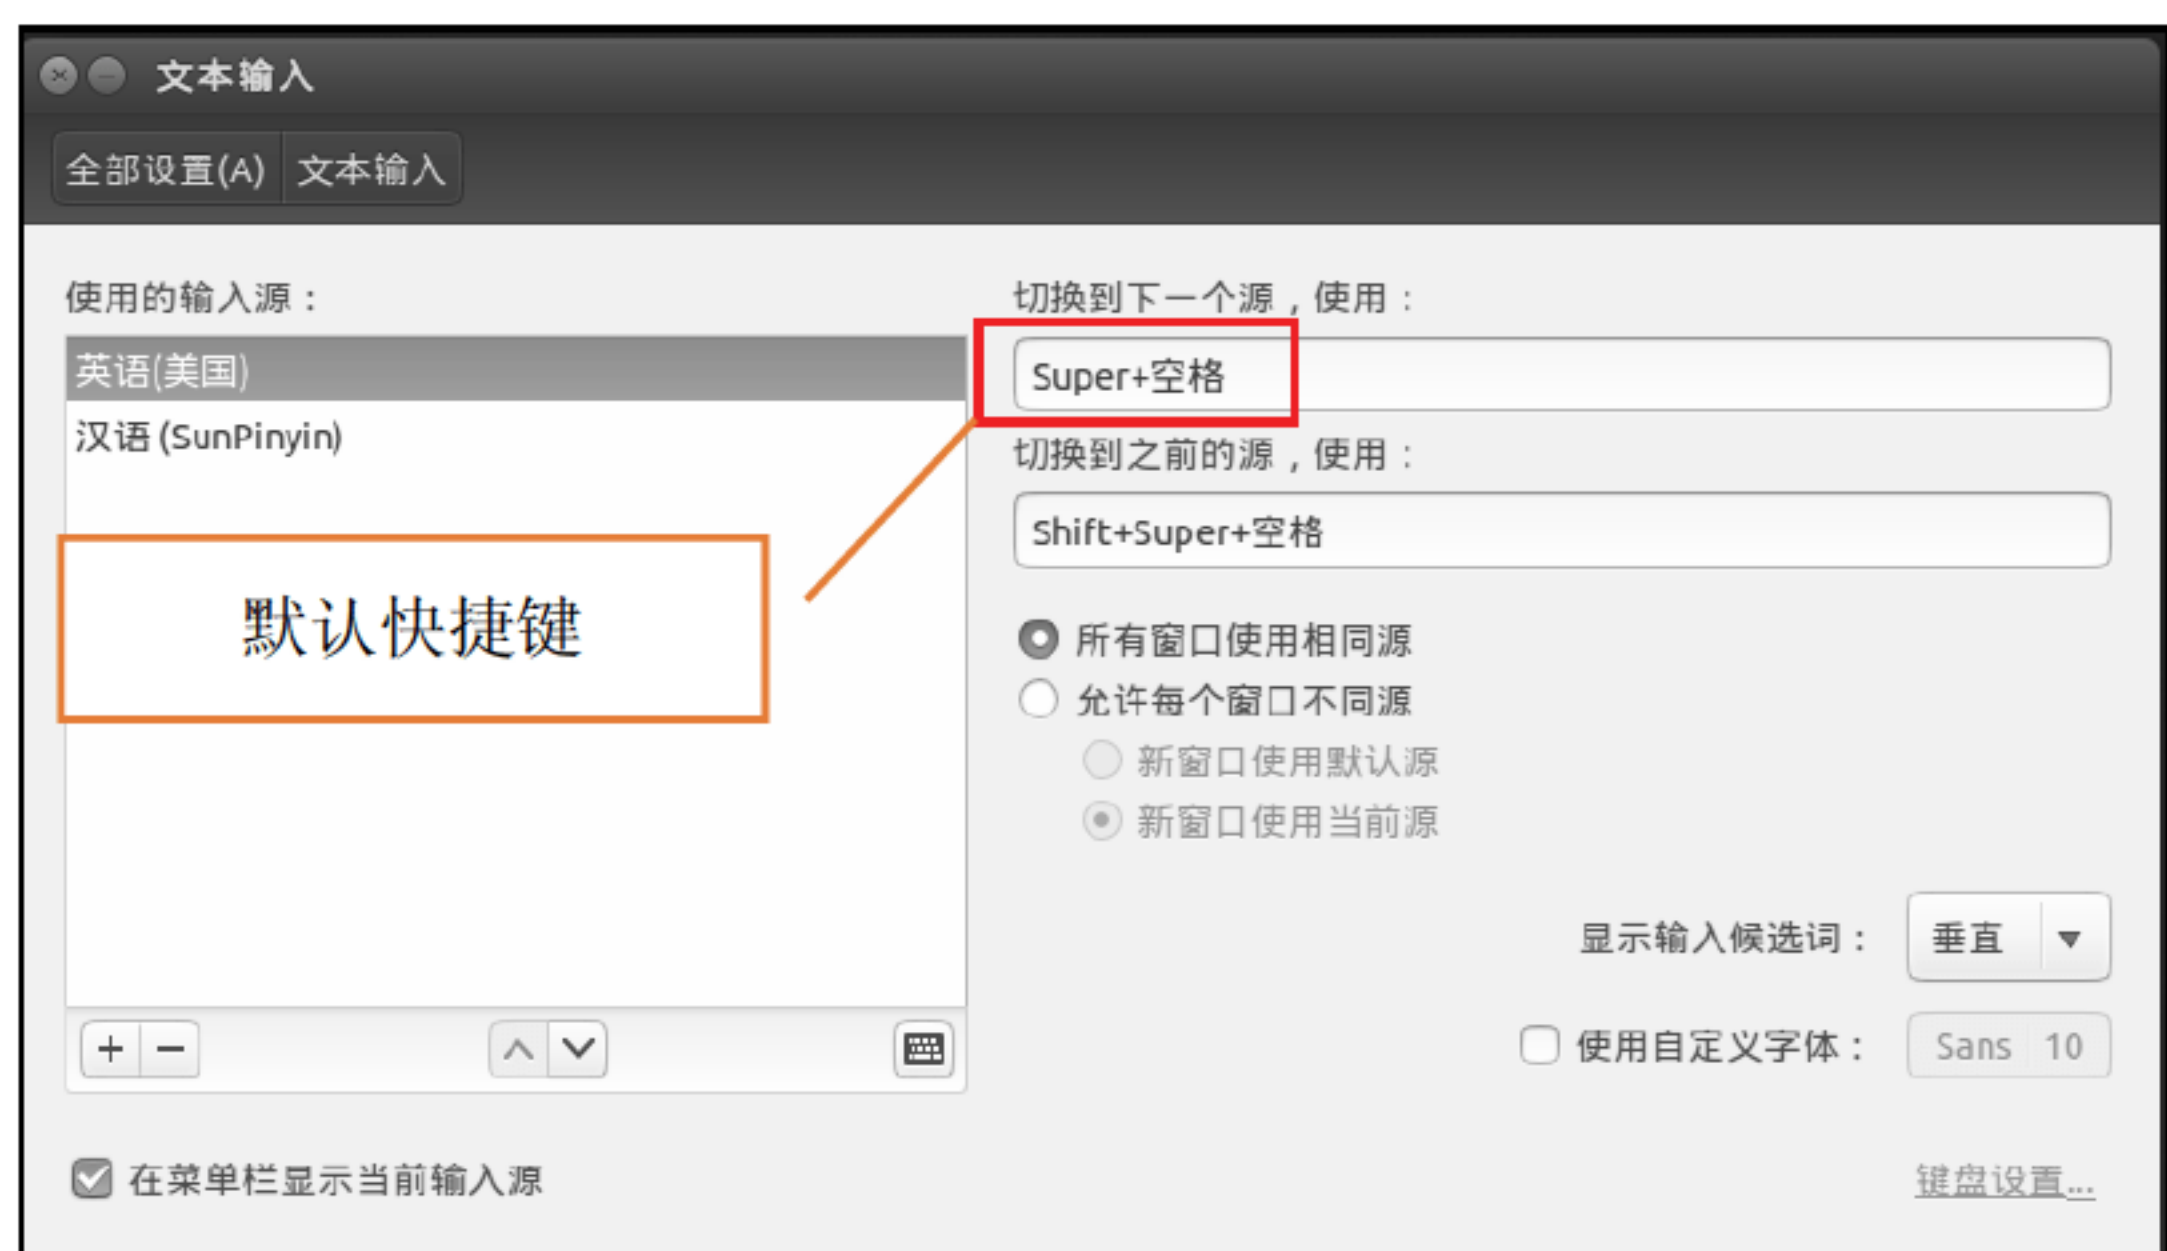 文本输入
全部设置(A) 文本输入
使用的输入源：
英语(美国)
汉语 (SunPinyin)
默认快捷键
切换到下一个源，使用：
Super+空格
切换到之前的源，使用：
Shift+Super+空格
所有窗口使用相同源
允许每个窗口不同源
新窗口使用默认源
新窗口使用当前源
显示输入候选词： 垂直
使用自定义字体： Sans 10
在菜单栏显示当前输入源
键盘设置...